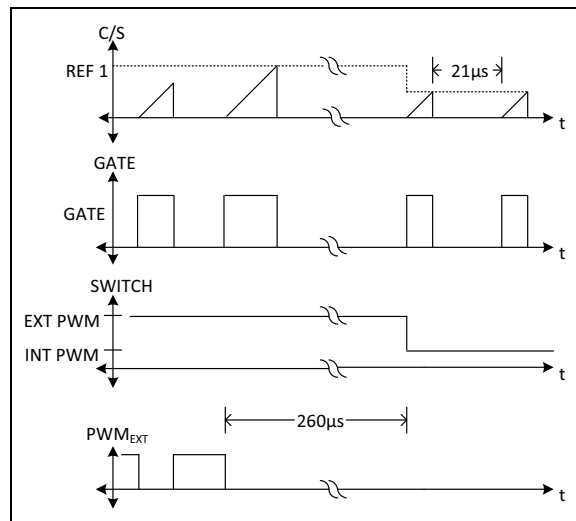 C/S
REF 1
21µs
t
GATE
GATE
t
SWITCH
EXT PWM
INT PWM
t
260µs
PWMEXT
t